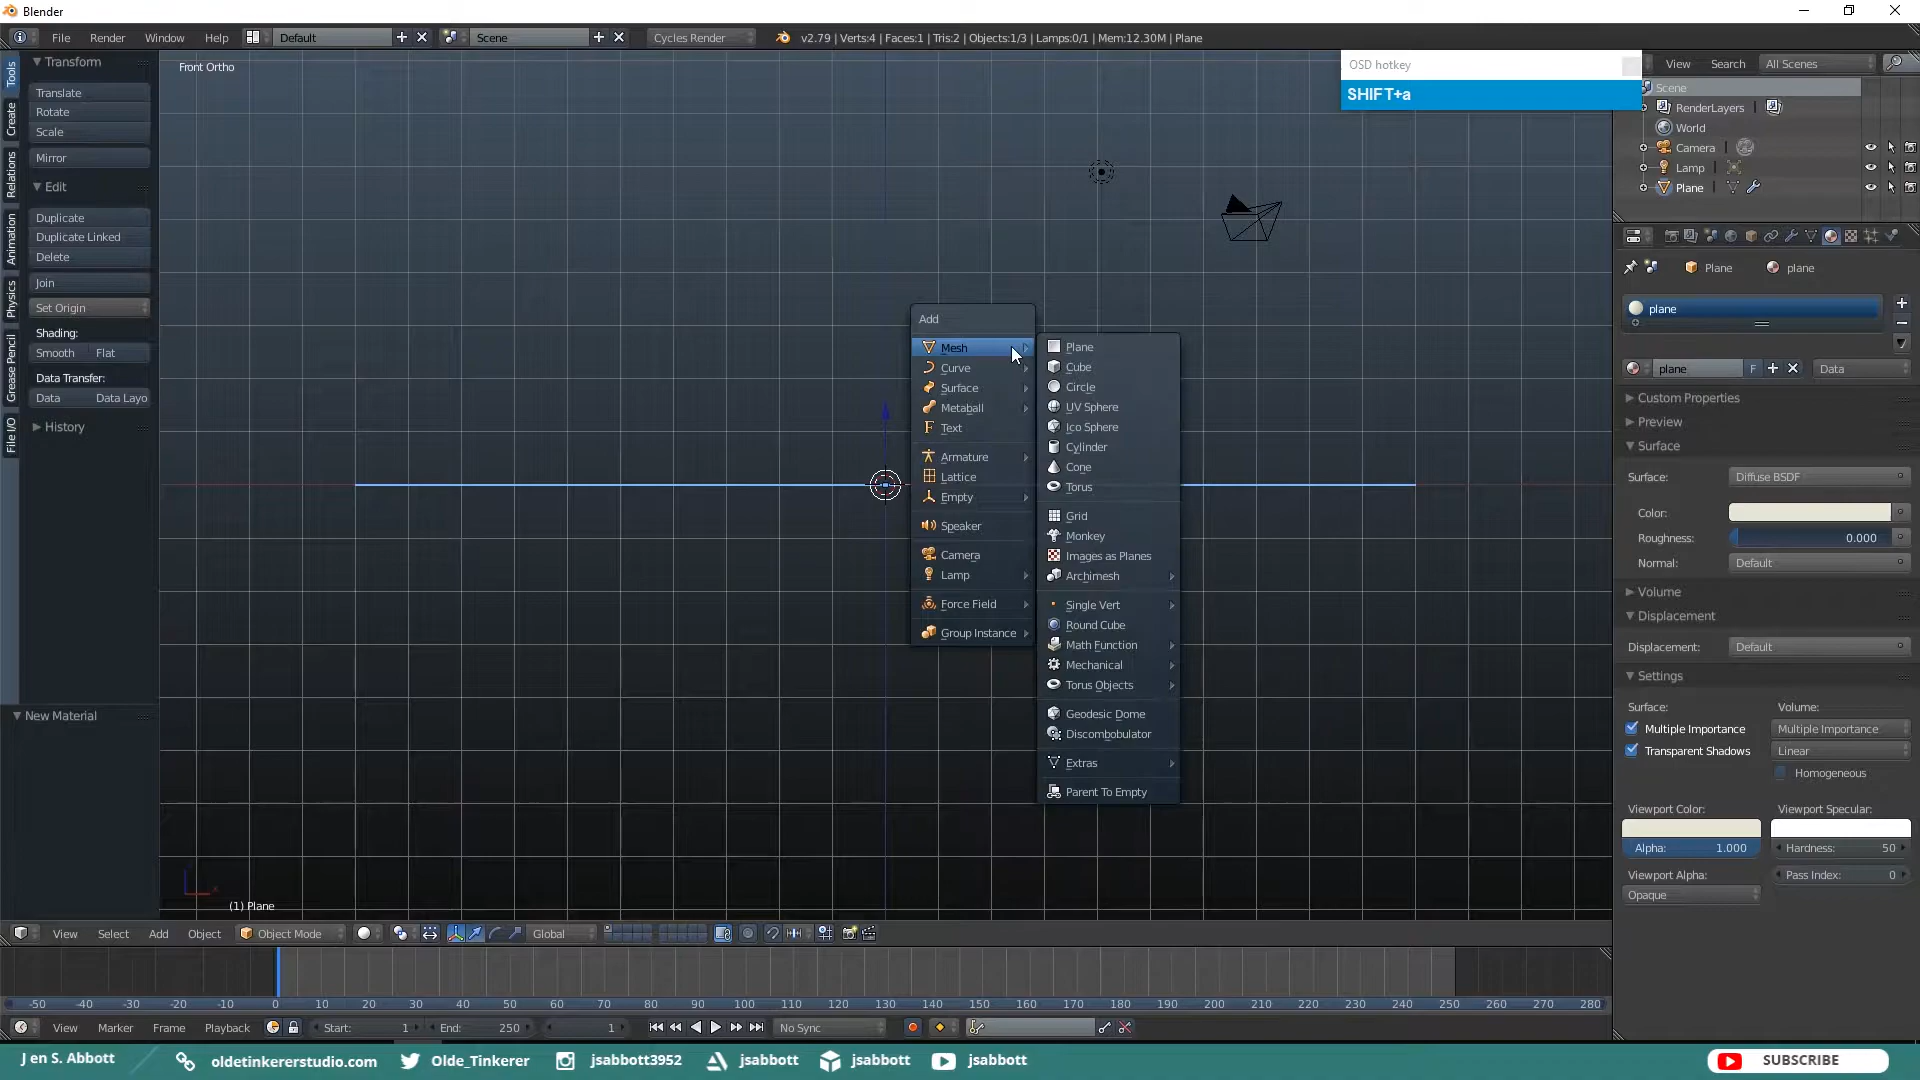 Blender
File
Render
Window
Help
Default
Scene
Cycles Render
v2.79 | Verts:4 | Faces:1 | Tris:2 | Objects:1/3 | Lamps:0/1 | Mem:12.30M | Plane
Tools
Create
Relations
Animation
Physics
Grease Pencil
File I/O
Transform
Translate
Rotate
Scale
Mirror
Edit
Duplicate
Duplicate Linked
Delete
Join
Set Origin
Shading:
Smooth Flat
Data Transfer:
Data Data Layo
History
New Material
Front Ortho
OSD hotkey
SHIFT+a
Add
Mesh
Curve
Surface
Metaball
Text
Armature
Lattice
Empty
Speaker
Camera
Lamp
Force Field
Group Instance
Plane
Cube
Circle
UV Sphere
Ico Sphere
Cylinder
Cone
Torus
Grid
Monkey
Images as Planes
Archimesh
Single Vert
Round Cube
Math Function
Mechanical
Torus Objects
Geodesic Dome
Discombobulator
Extras
Parent To Empty
(1) Plane
View Search All Scenes
Scene
RenderLayers
World
Camera
Lamp
Plane
Plane plane
plane
plane F Data
Custom Properties
Preview
Surface
Surface: Diffuse BSDF
Color:
Roughness: 0.000
Normal: Default
Volume
Displacement
Displacement: Default
Settings
Surface: Volume:
Multiple Importance Multiple Importance
Transparent Shadows Linear
Homogeneous
Viewport Color: Viewport Specular:
Alpha: 1.000 Hardness: 50
Viewport Alpha: Pass Index: 0
Opaque
View Select Add Object Object Mode Global
-50 -40 -30 -20 -10 0 10 20 30 40 50 60 70 80 90 100 110 120 130 140 150 160 170 180 190 200 210 220 230 240 250 260 270 280
View Marker Frame Playback Start: 1 End: 250 1 No Sync
J en S. Abbott oldetinkererstudio.com Olde_Tinkerer jsabbott3952 jsabbott jsabbott jsabbott SUBSCRIBE